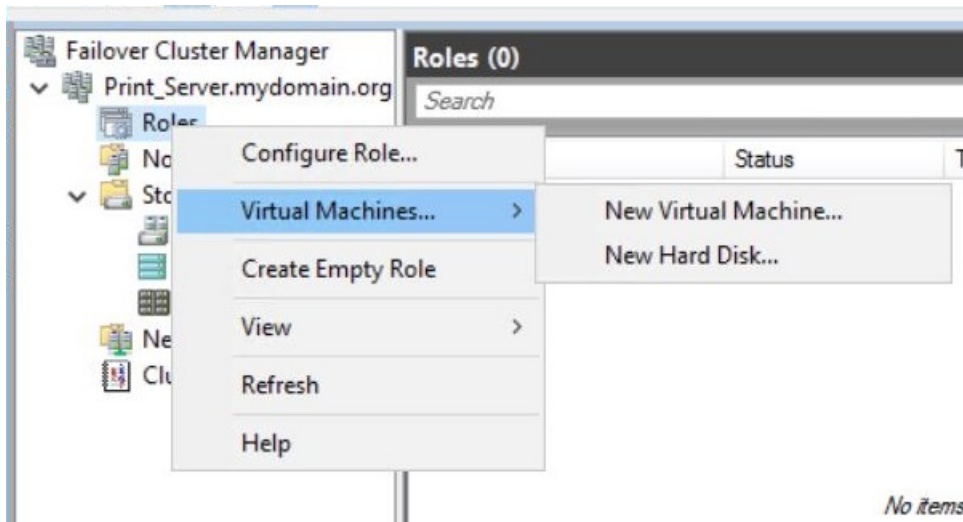 Failover Cluster Manager
Print_Server.mydomain.org
Roles
Roles (0)
Search
Status
Configure Role...
Virtual Machines...
New Virtual Machine...
New Hard Disk...
Create Empty Role
View
Refresh
Help
No items